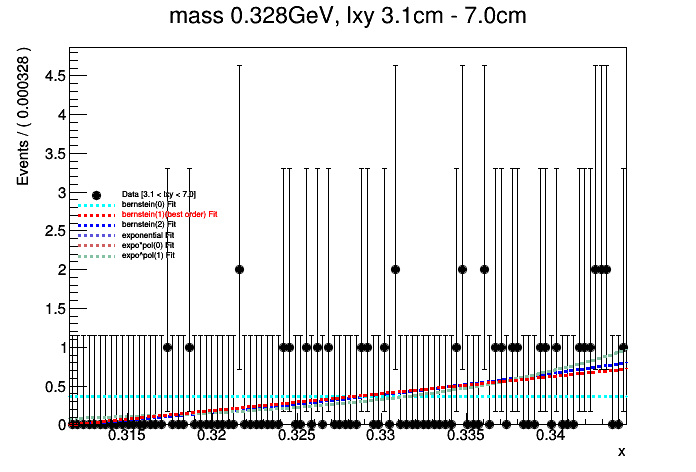 mass 0.328GeV, lxy 3.1cm - 7.0cm
Events / ( 0.000328 )
4.5
4
3.5
3
2.5
2
1.5
1
0.5
0
Data [3.1 < lxy < 7.0]
bernstein(0) Fit
bernstein(1)(best order) Fit
bernstein(2) Fit
exponential Fit
expo*pol(0) Fit
expo*pol(1) Fit
0.315 0.32 0.325 0.33 0.335 0.34
x